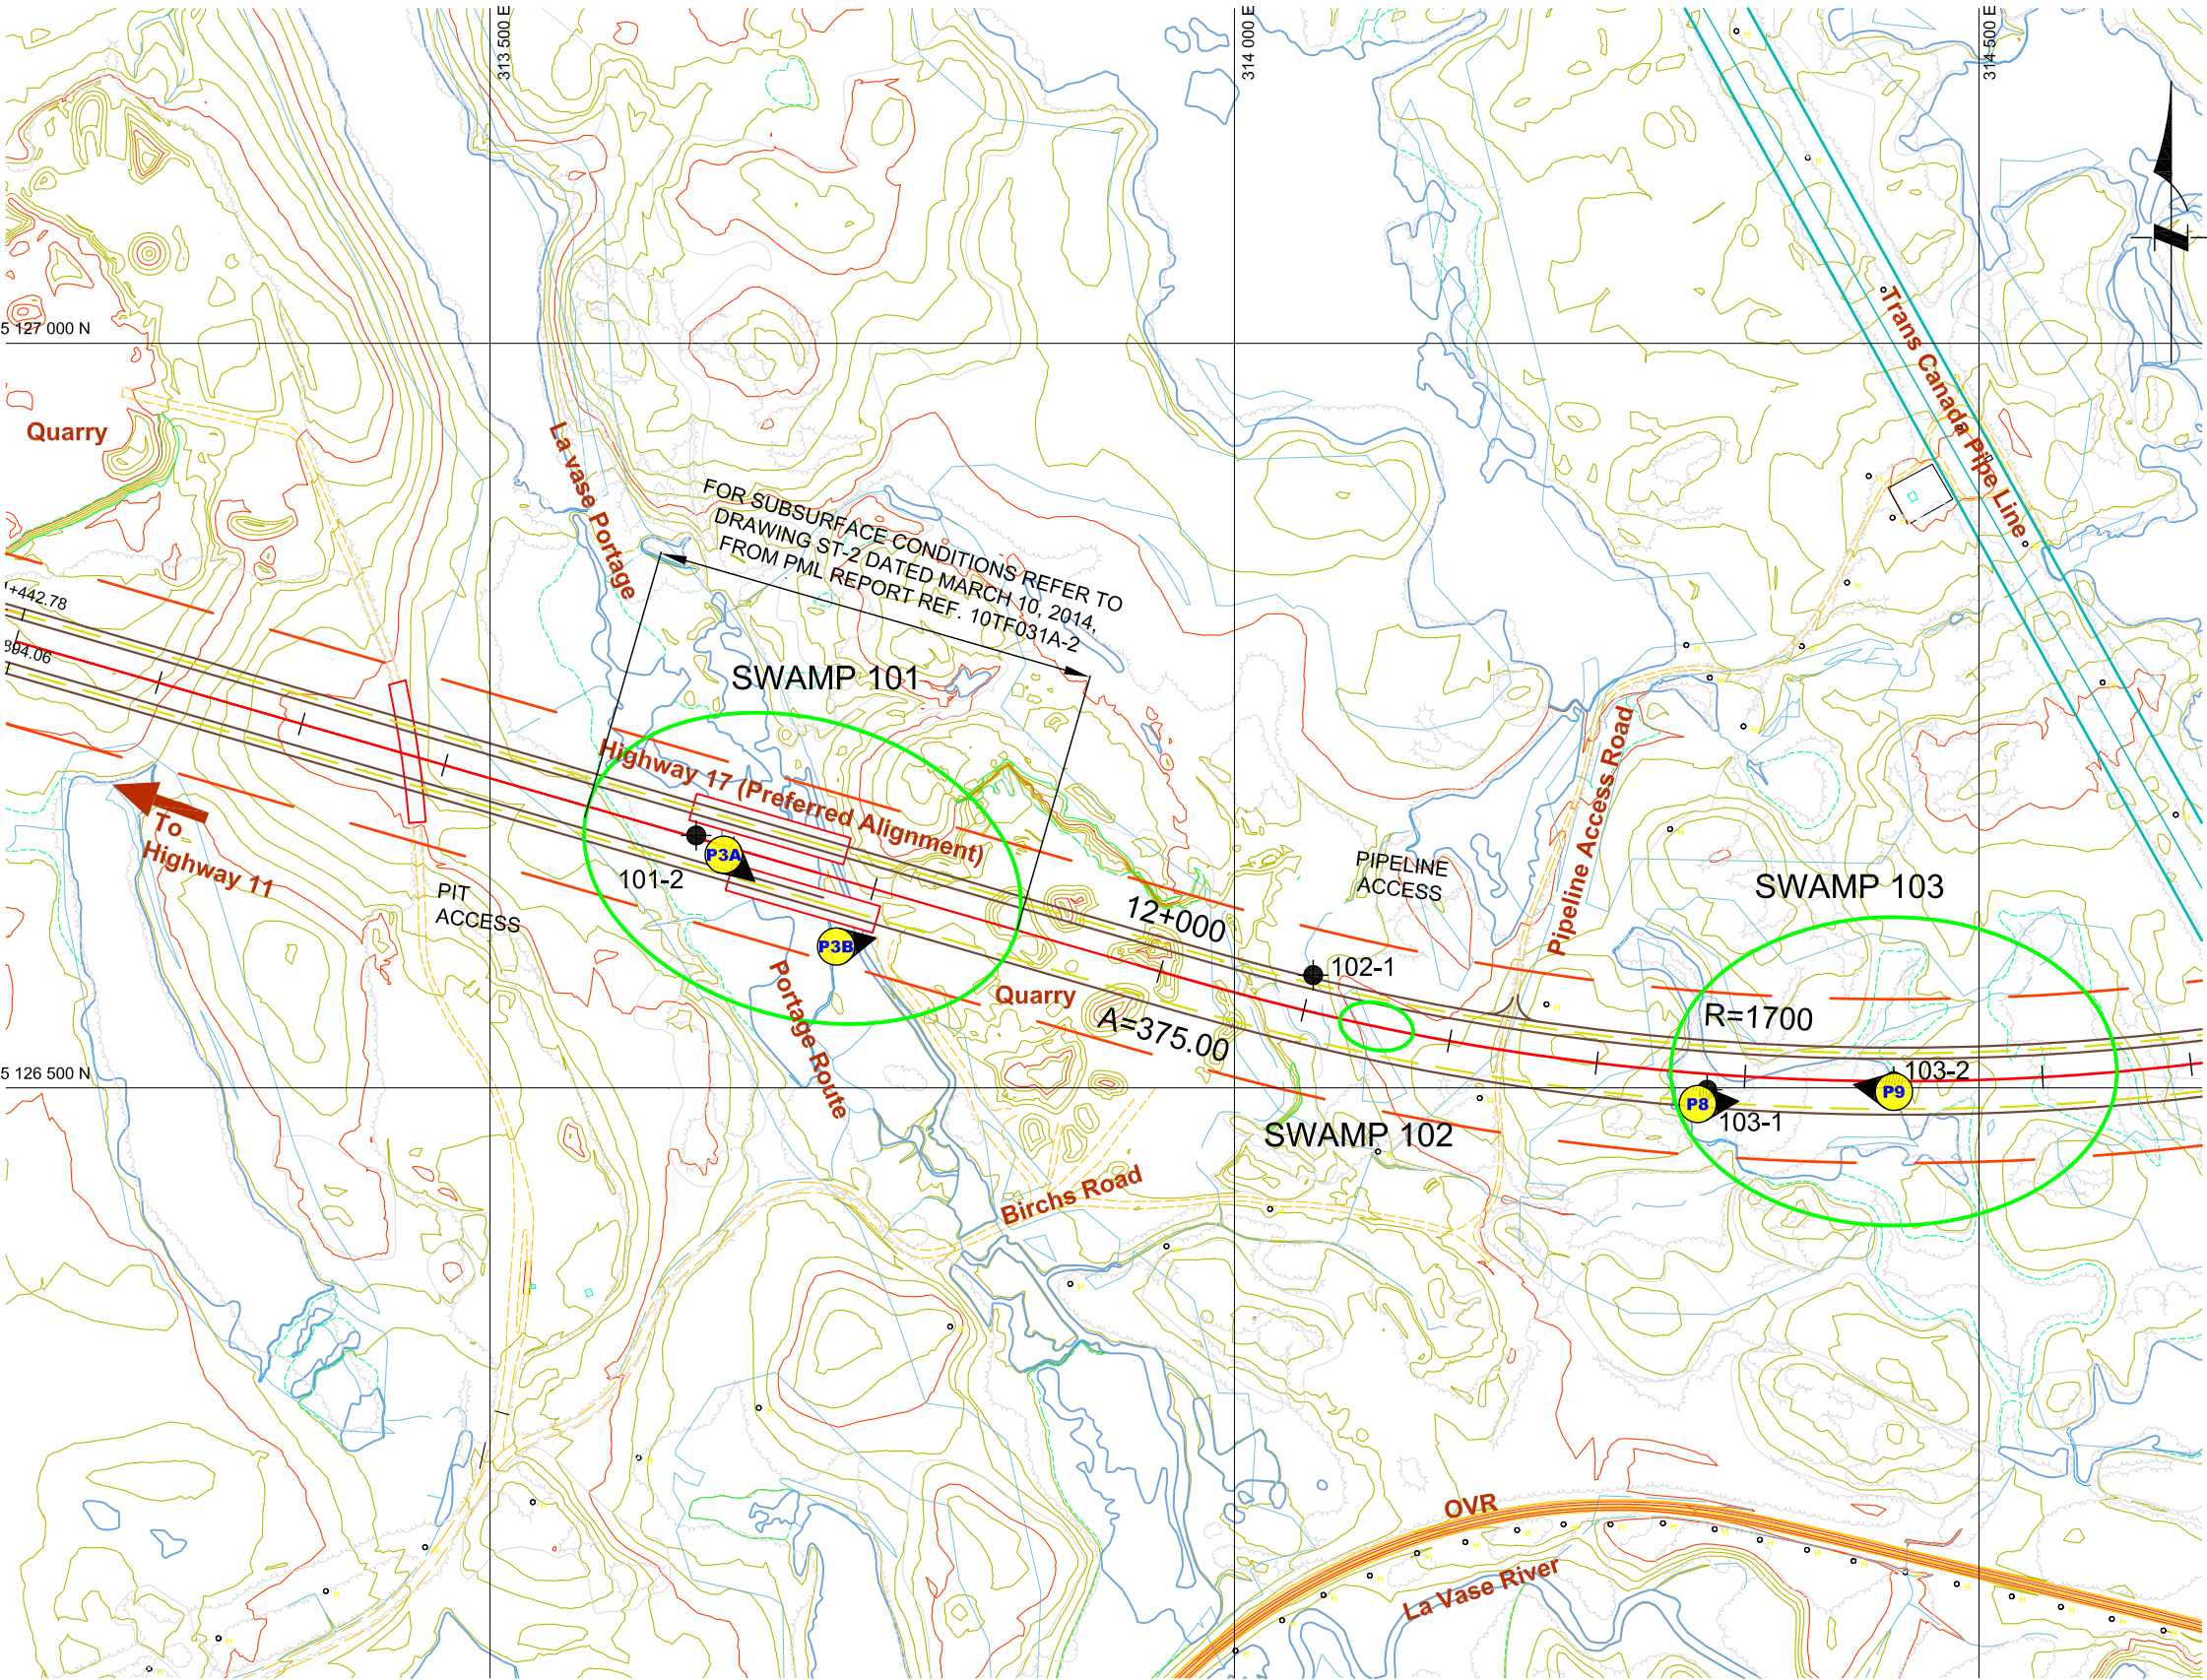 313 500 E
314 000 E
314 500 E
5 127 000 N
Trans Canada Pipe Line
Quarry
La vase Portage
FOR SUBSURFACE CONDITIONS REFER TO
DRAWING ST-2 DATED MARCH 10, 2014,
FROM PML REPORT REF. 10TF031A-2
+442.78
894.06
SWAMP 101
Highway 17 (Preferred Alignment)
To
Highway 11
P3A
101-2
PIT
ACCESS
P3B
Portage Route
Quarry
12+000
A=375.00
102-1
PIPELINE
ACCESS
Pipeline Access Road
SWAMP 103
R=1700
103-2
P9
P8
103-1
5 126 500 N
SWAMP 102
Birchs Road
OVR
La Vase River